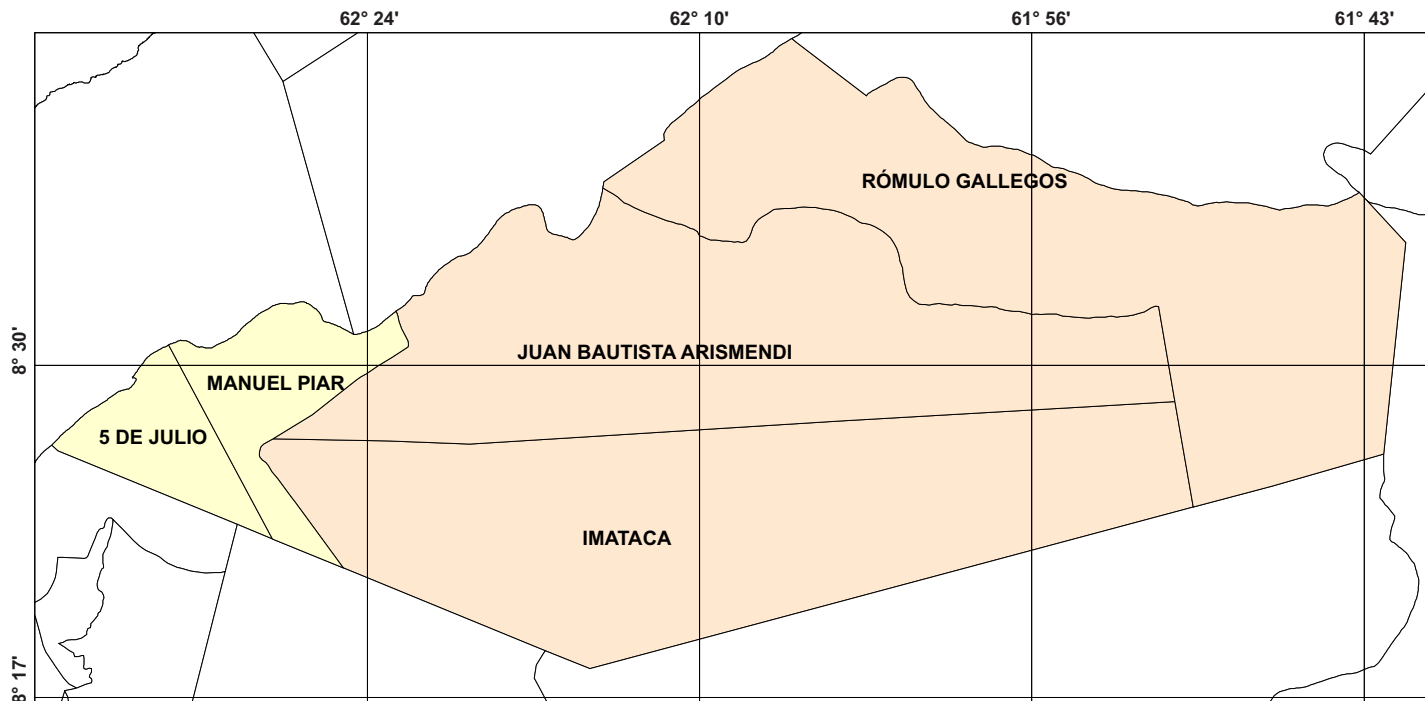 62° 24'
62° 10'
61° 56'
61° 43'
RÓMULO GALLEGOS
8° 30'
JUAN BAUTISTA ARISMENDI
MANUEL PIAR
5 DE JULIO
IMATACA
8° 17'